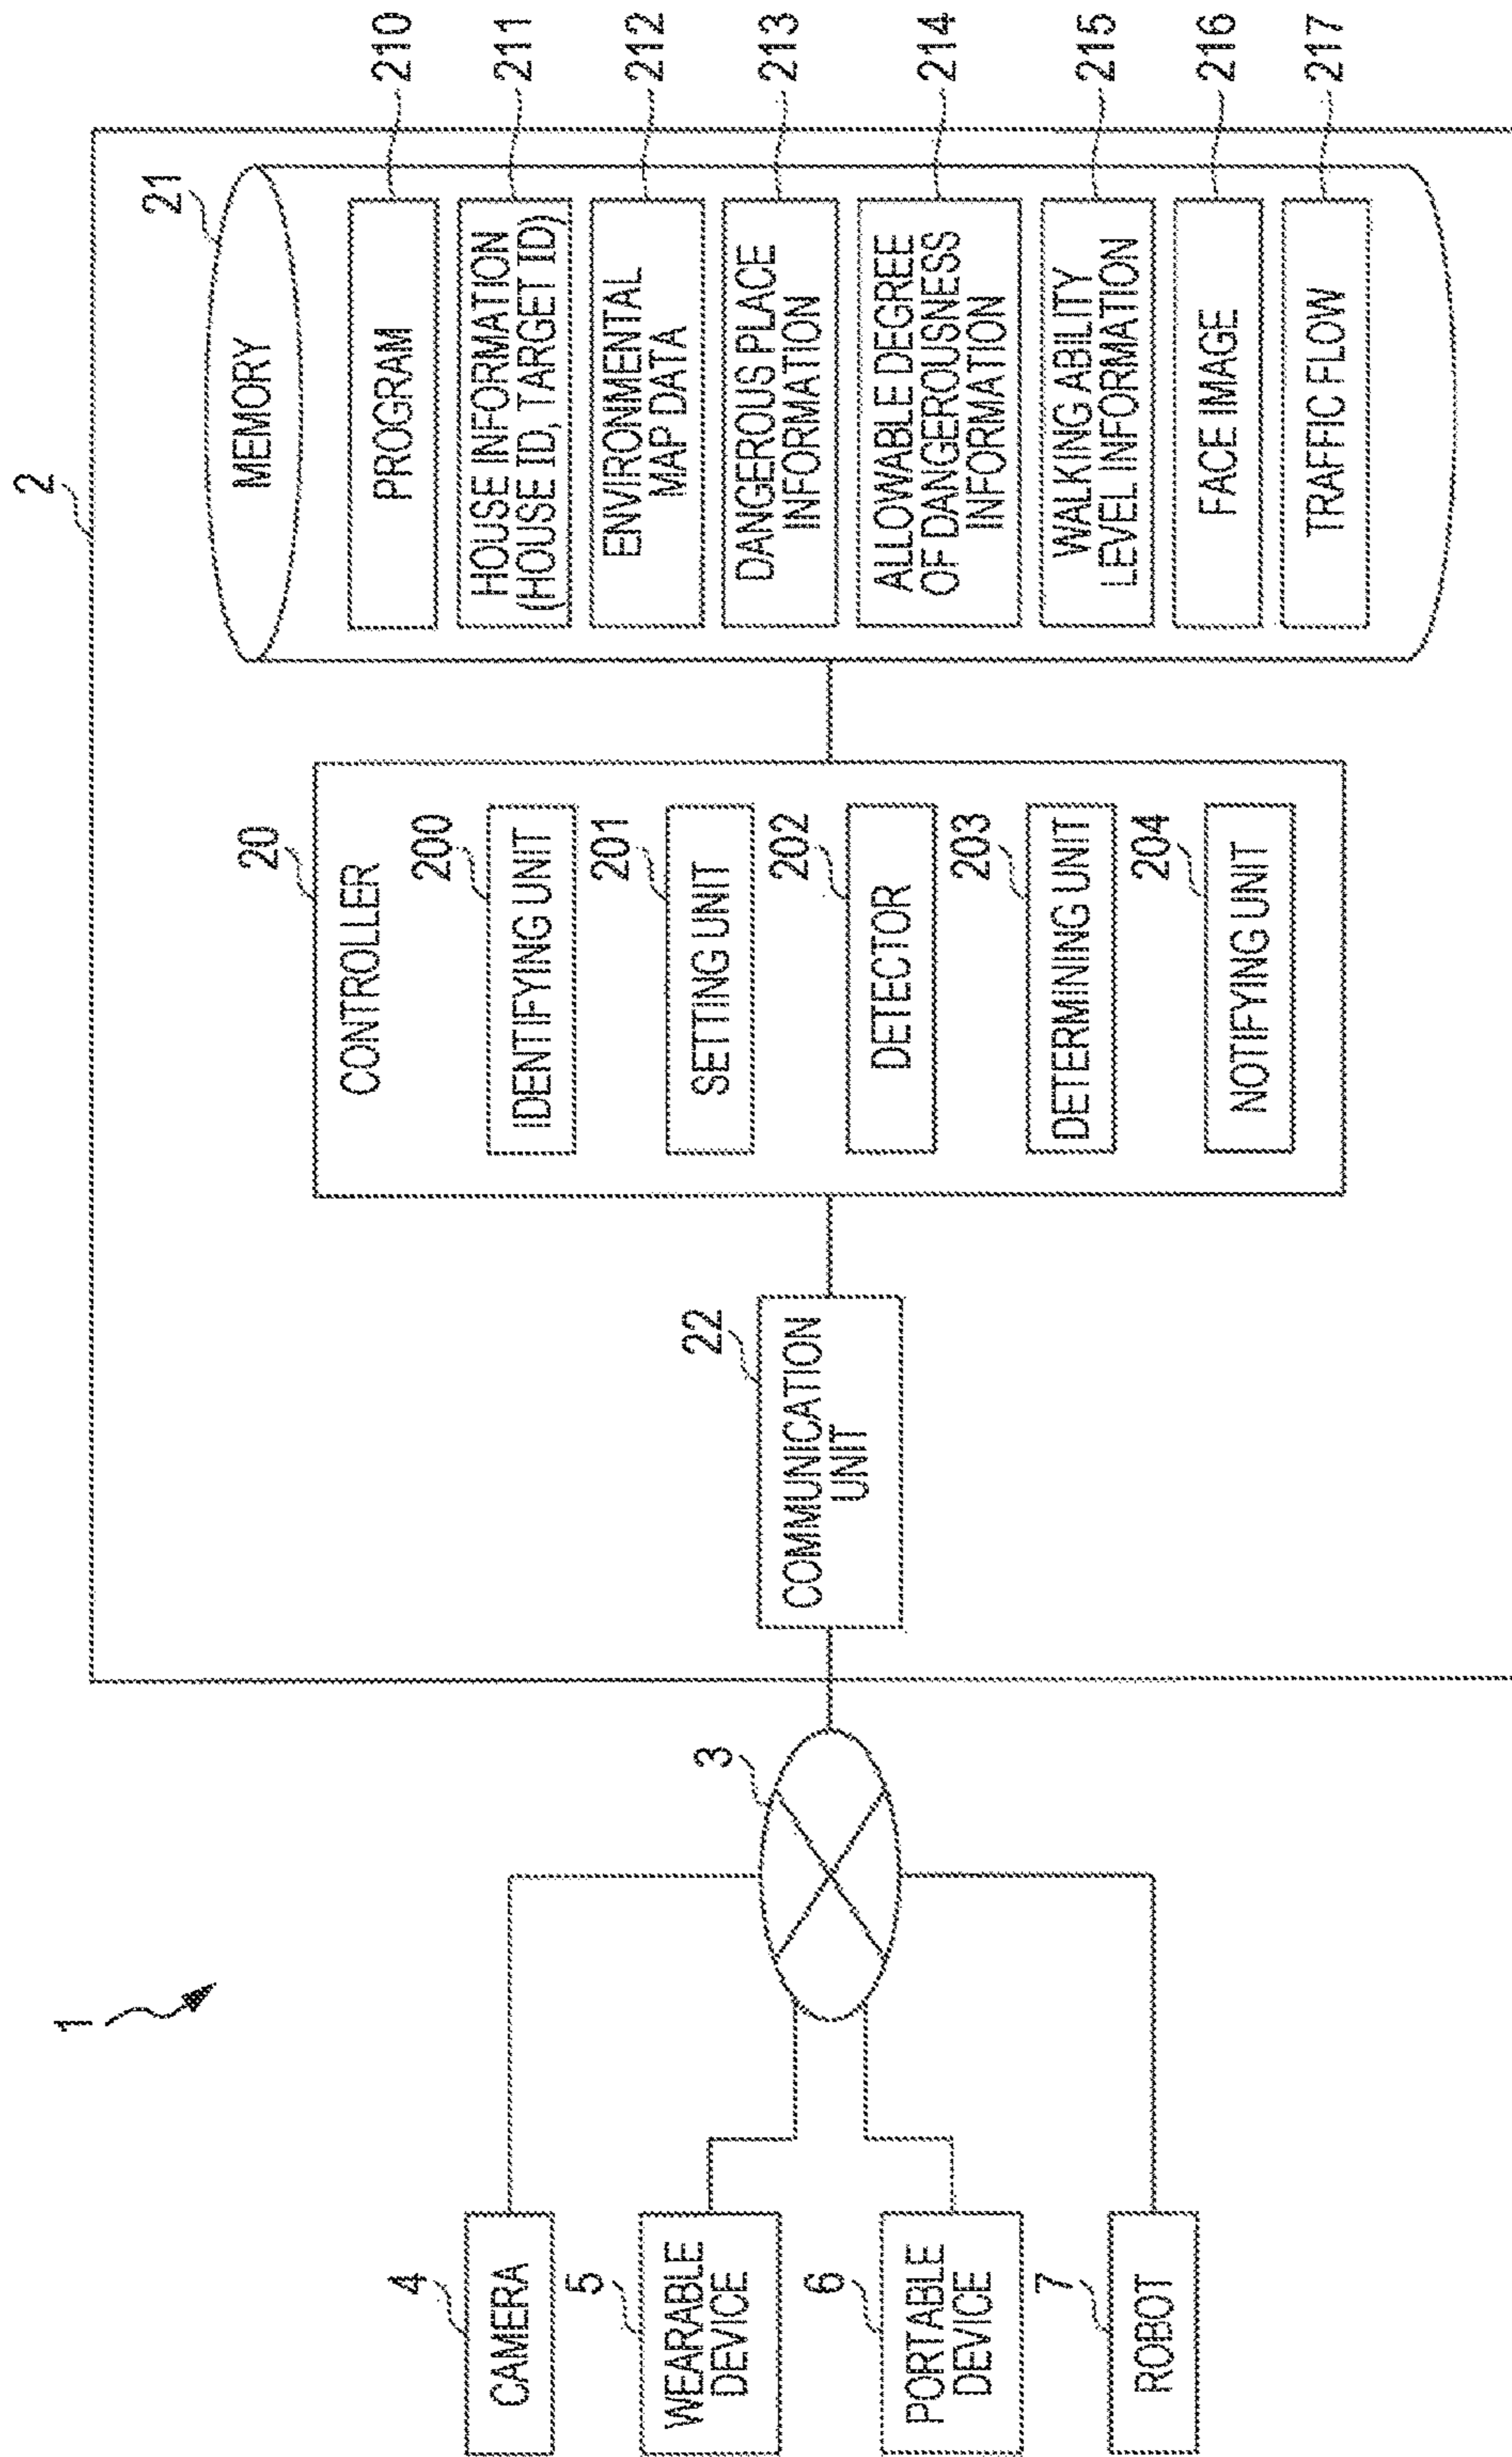 1
2
21
MEMORY
PROGRAM
210
HOUSE INFORMATION
(HOUSE ID, TARGET ID)
211
ENVIRONMENTAL
MAP DATA
212
DANGEROUS PLACE
INFORMATION
213
ALLOWABLE DEGREE
OF DANGEROUSNESS
INFORMATION
214
WALKING ABILITY
LEVEL INFORMATION
215
FACE IMAGE
216
TRAFFIC FLOW
217
20
CONTROLLER
200
IDENTIFYING UNIT
201
SETTING UNIT
202
DETECTOR
203
DETERMINING UNIT
204
NOTIFYING UNIT
22
COMMUNICATION
UNIT
3
4
CAMERA
5
WEARABLE
DEVICE
6
PORTABLE
DEVICE
7
ROBOT